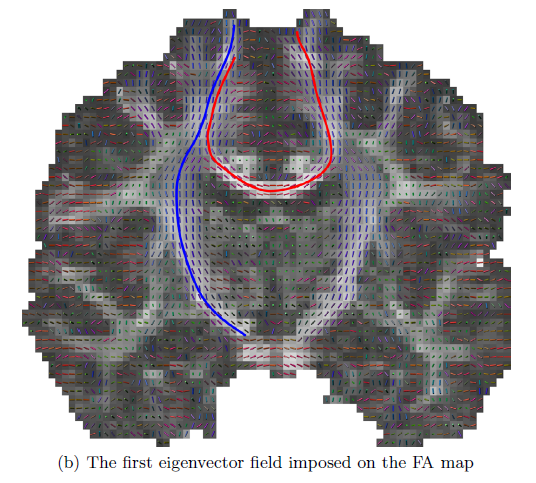 (b) The first eigenvector field imposed on the FA map